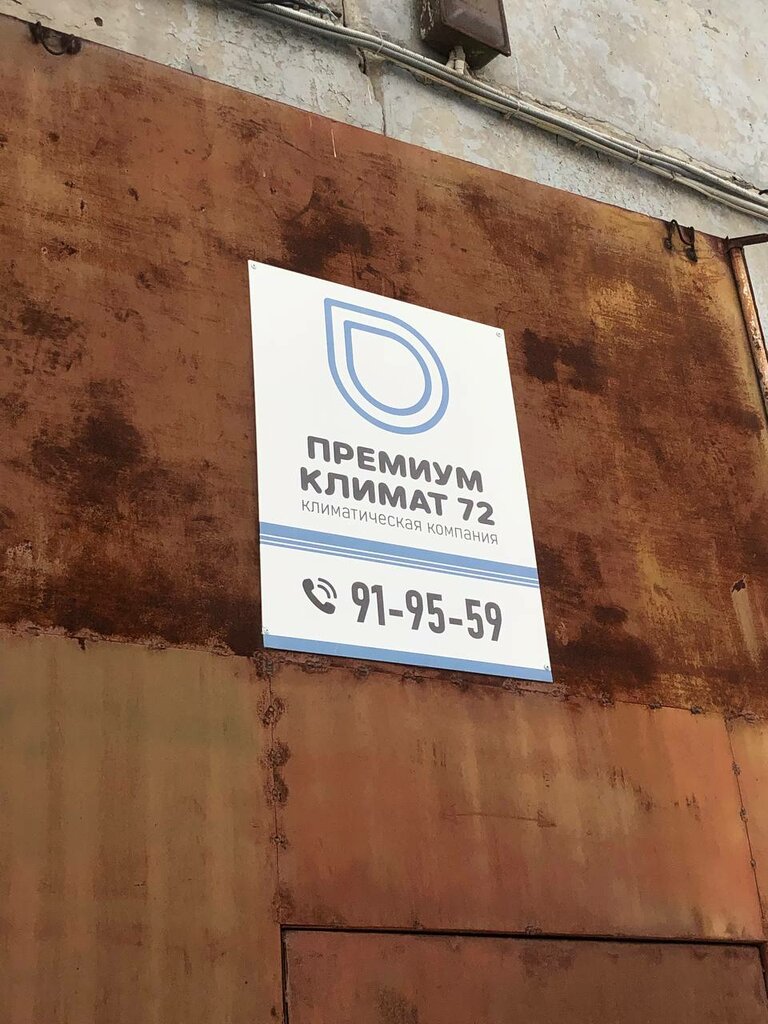 ПРЕМИУМ
КЛИМАТ 72
климатическая компания
91-95-59